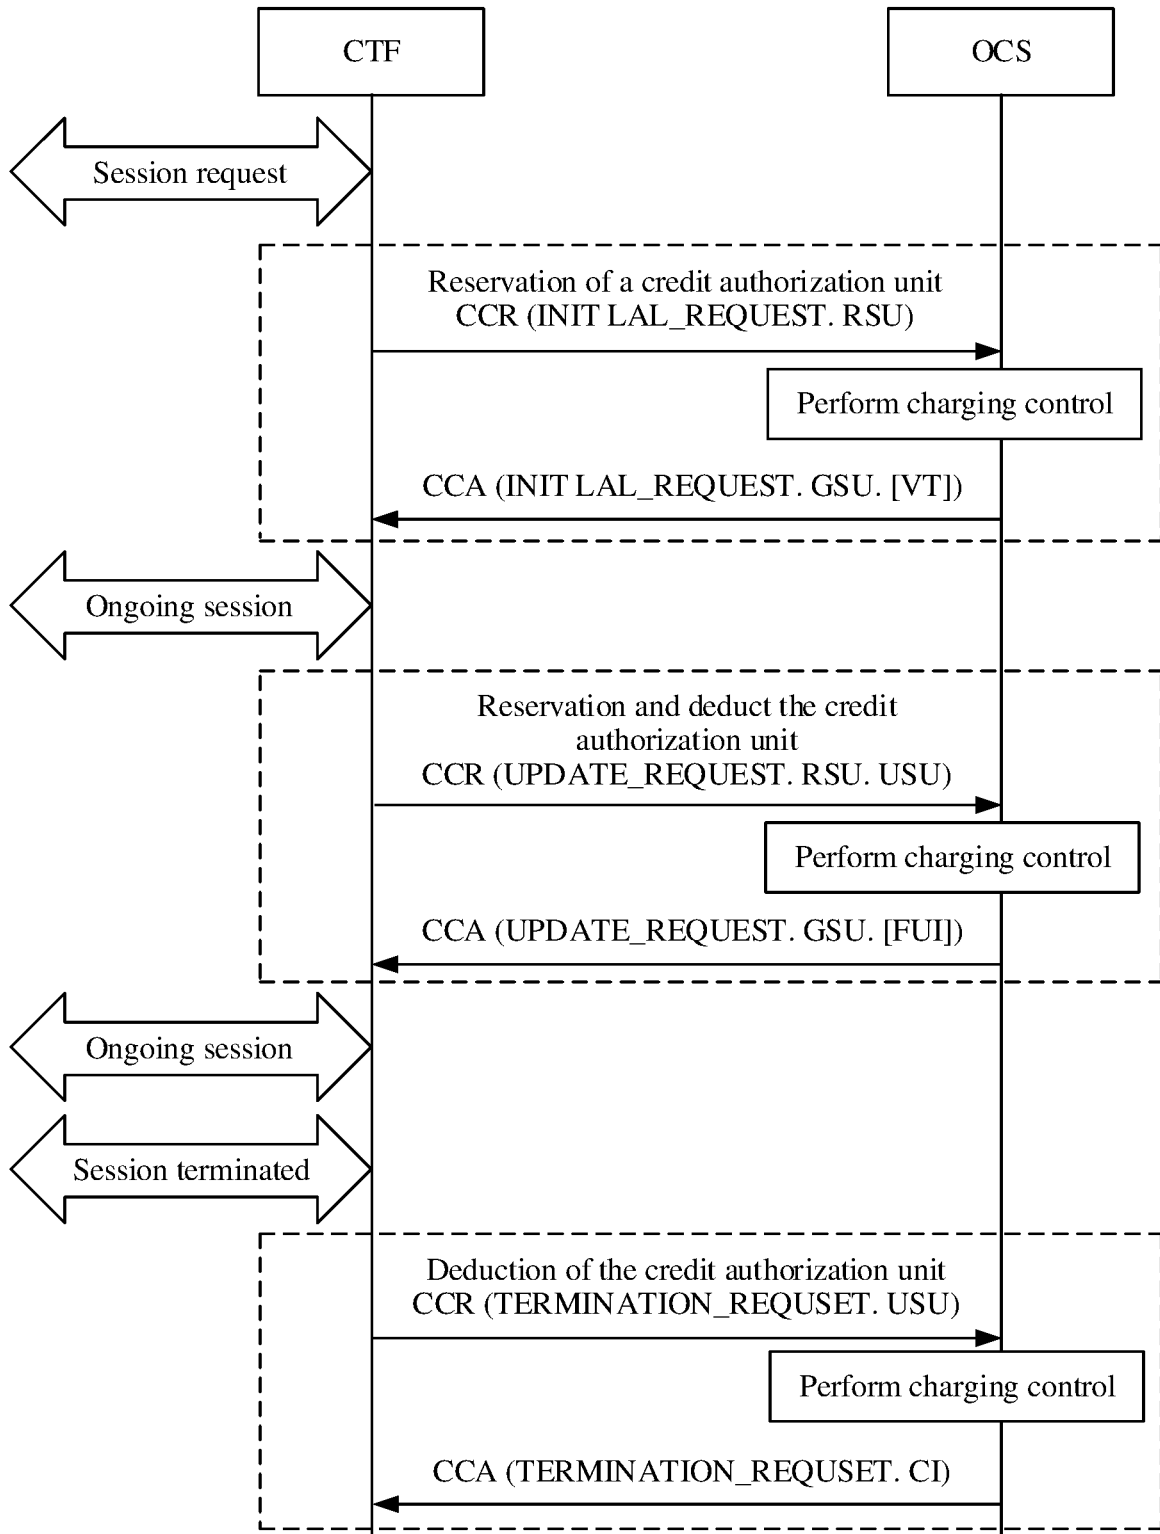 CTF
OCS
Session request
Reservation of a credit authorization unit
CCR (INIT LAL_REQUEST. RSU)
Perform charging control
CCA (INIT LAL_REQUEST. GSU. [VT])
Ongoing session
Reservation and deduct the credit
authorization unit
CCR (UPDATE_REQUEST. RSU. USU)
Perform charging control
CCA (UPDATE_REQUEST. GSU. [FUI])
Ongoing session
Session terminated
Deduction of the credit authorization unit
CCR (TERMINATION_REQUSET. USU)
Perform charging control
CCA (TERMINATION_REQUSET. CI)